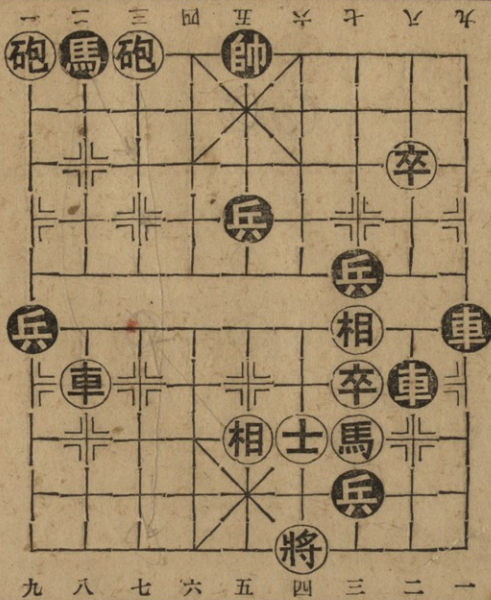 一 二 三 四 五 六 七 八 九
砲 馬 砲 帥
卒
兵
兵
兵 相 車
車 卒 車
相 士 馬
兵
將
九 八 七 六 五 四 三 二 一